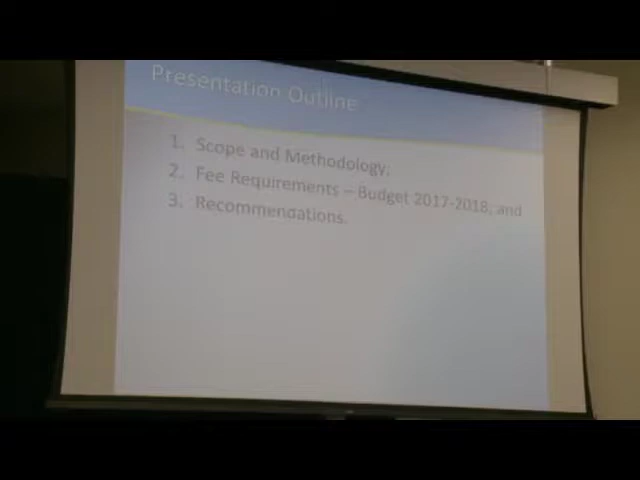 Presentation Outline
1. Scope and Methodology;
2. Fee Requirements – Budget 2017-2018; and
3. Recommendations.